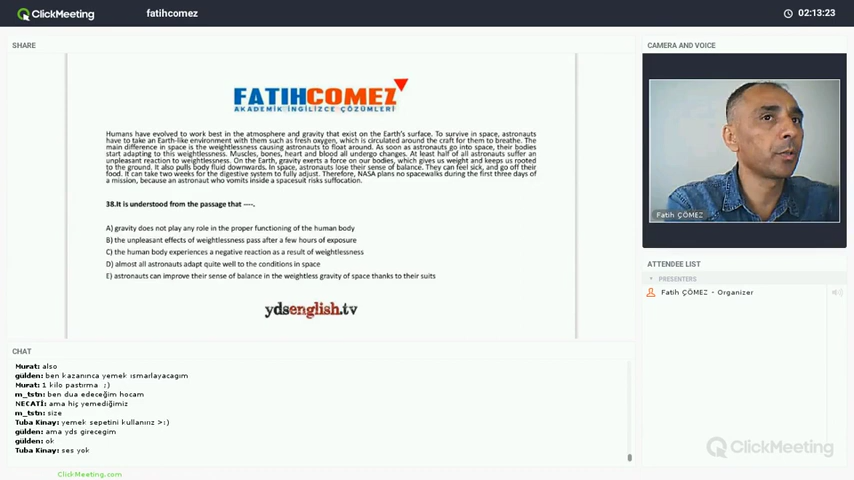 ClickMeeting
fatihcomez
02:13:23
SHARE
CAMERA AND VOICE
FATIHCOMEZ
AKADEMİK İNGİLİZCE ÇÖZÜMLERİ
Humans have evolved to work best in the atmosphere and gravity that exist on the Earth's surface. To survive in space, astronauts
have to take an Earth-like environment with them such as fresh oxygen, which is circulated around the craft for them to breathe. The
main difference in space is the weightlessness causing astronauts to float around. As soon as astronauts go into space, their bodies
start adapting to this weightlessness. Muscles, bones, heart and blood all undergo changes. At least half of all astronauts suffer an
unpleasant reaction to weightlessness. On the Earth, gravity exerts a force on our bodies, which gives us weight and keeps us rooted
to the ground. It also pulls body fluid downwards. In space, astronauts lose their sense of balance. They can feel sick, and go off their
food. It can take two weeks for the digestive system to fully adjust. Therefore, NASA plans no spacewalks during the first three days of
a mission, because an astronaut who vomits inside a spacesuit risks suffocation.
38.It is understood from the passage that ----.
A) gravity does not play any role in the proper functioning of the human body
B) the unpleasant effects of weightlessness pass after a few hours of exposure
C) the human body experiences a negative reaction as a result of weightlessness
D) almost all astronauts adapt quite well to the conditions in space
E) astronauts can improve their sense of balance in the weightless gravity of space thanks to their suits
ydsenglish.tv
Fatih ÇÖMEZ
ATTENDEE LIST
PRESENTERS
Fatih ÇÖMEZ - Organizer
CHAT
Murat: also
gülden: ben kazanınca yemek ısmarlayacagım
Murat: 1 kilo pastırma ;)
m_tstn: ben dua edeceğim hocam
NECATİ: ama hiç yemediğimiz
m_tstn: size
Tuba Kinay: yemek sepetini kullanırız >:)
gülden: ama yds girecegim
gülden: ok
Tuba Kinay: ses yok
ClickMeeting
ClickMeeting.com